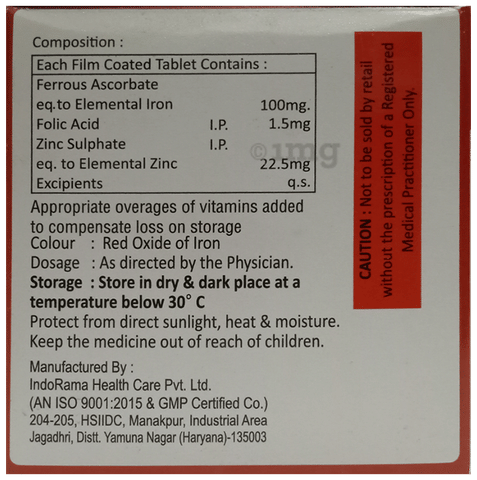 Composition :
Each Film Coated Tablet Contains :
Ferrous Ascorbate
eq.to Elemental Iron 100mg.
Folic Acid I.P. 1.5mg
Zinc Sulphate I.P.
eq. to Elemental Zinc 22.5mg
Excipients q.s.
Appropriate overages of vitamins added
to compensate loss on storage
Colour : Red Oxide of Iron
Dosage : As directed by the Physician.
Storage : Store in dry & dark place at a
temperature below 30° C
Protect from direct sunlight, heat & moisture.
Keep the medicine out of reach of children.
Manufactured By :
IndoRama Health Care Pvt. Ltd.
(AN ISO 9001:2015 & GMP Certified Co.)
204-205, HSIIDC, Manakpur, Industrial Area
Jagadhri, Distt. Yamuna Nagar (Haryana)-135003
CAUTION : Not to be sold by retail
without the prescription of a Registered
Medical Practitioner Only.
©1mg